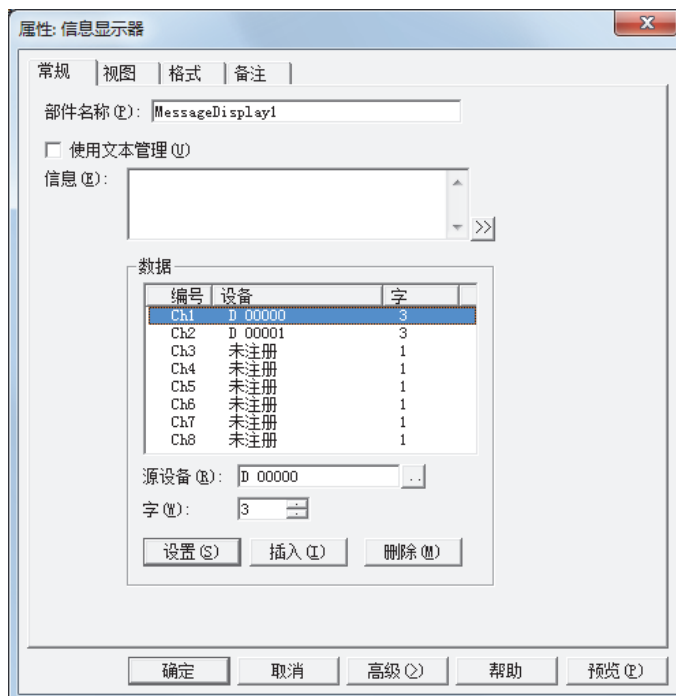 属性: 信息显示器
常规 视图 格式 备注
部件名称(P): MessageDisplay1
使用文本管理(U)
信息(E):
>>
数据
编号 设备 字
Ch1 D 00000 3
Ch2 D 00001 3
Ch3 未注册 1
Ch4 未注册 1
Ch5 未注册 1
Ch6 未注册 1
Ch7 未注册 1
Ch8 未注册 1
源设备(R): D 00000 ..
字(W): 3
设置(S) 插入(I) 删除(M)
确定 取消 高级(>) 帮助 预览(P)